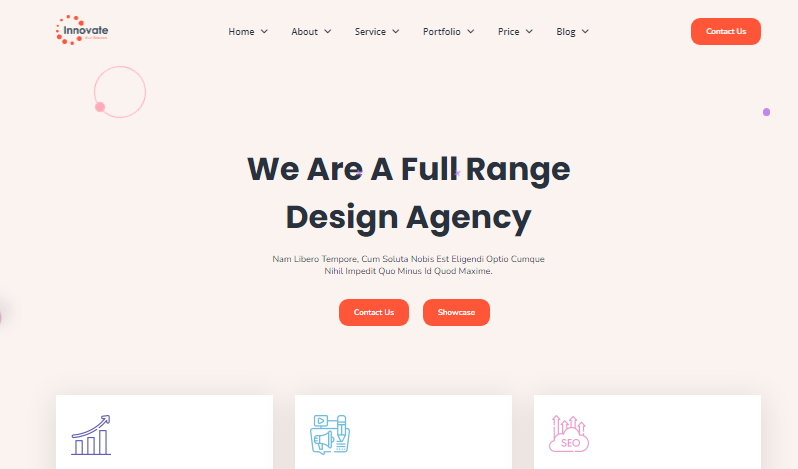 Innovate
Home
About
Service
Portfolio
Price
Blog
Contact Us
We Are A Full Range
Design Agency
Nam Libero Tempore, Cum Soluta Nobis Est Eligendi Optio Cumque
Nihil Impedit Quo Minus Id Quod Maxime.
Contact Us
Showcase
SEO